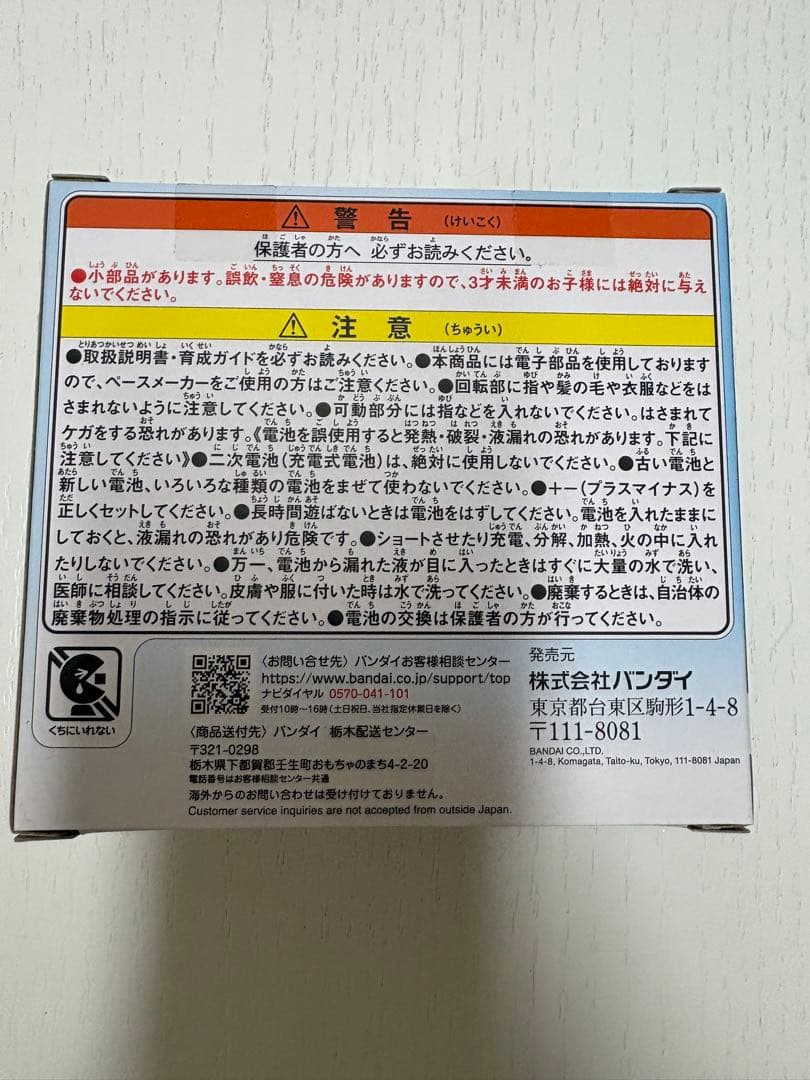 ⚠ 警告 (けいこく)
保護者の方へ 必ずお読みください。
●小部品があります。誤飲・窒息の危険がありますので、3才未満のお子様には絶対に与え
ないでください。
⚠ 注意 (ちゅうい)
●取扱説明書・育成ガイドを必ずお読みください。●本商品には電子部品を使用しております
ので、ペースメーカーをご使用の方はご注意ください。●回転部に指や髪の毛や衣服などをは
さまれないように注意してください。●可動部分には指などを入れないでください。はさまれて
ケガをする恐れがあります。《電池を誤使用すると発熱・破裂・液漏れの恐れがあります。下記に
注意してください》●二次電池(充電式電池)は、絶対に使用しないでください。●古い電池と
新しい電池、いろいろな種類の電池をまぜて使わないでください。●+-(プラスマイナス)を
正しくセットしてください。●長時間遊ばないときは電池をはずしてください。電池を入れたままに
しておくと、液漏れの恐れがあり危険です。●ショートさせたり充電、分解、加熱、火の中に入れ
たりしないでください。●万一、電池から漏れた液が目に入ったときはすぐに大量の水で洗い、
医師に相談してください。皮膚や服に付いた時は水で洗ってください。●廃棄するときは、自治体の
廃棄物処理の指示に従ってください。●電池の交換は保護者の方が行ってください。
くちにいれない
〈お問い合せ先〉バンダイお客様相談センター
https://www.bandai.co.jp/support/top
ナビダイヤル 0570-041-101
受付10時～16時(土日祝日、当社指定休業日を除く)
〈商品送付先〉バンダイ 栃木配送センター
〒321-0298
栃木県下都賀郡壬生町おもちゃのまち4-2-20
電話番号はお客様相談センター共通
海外からのお問い合わせは受け付けておりません。
Customer service inquiries are not accepted from outside Japan.
発売元
株式会社バンダイ
東京都台東区駒形1-4-8
〒111-8081
BANDAI CO.,LTD.
1-4-8, Komagata, Taito-ku, Tokyo, 111-8081 Japan